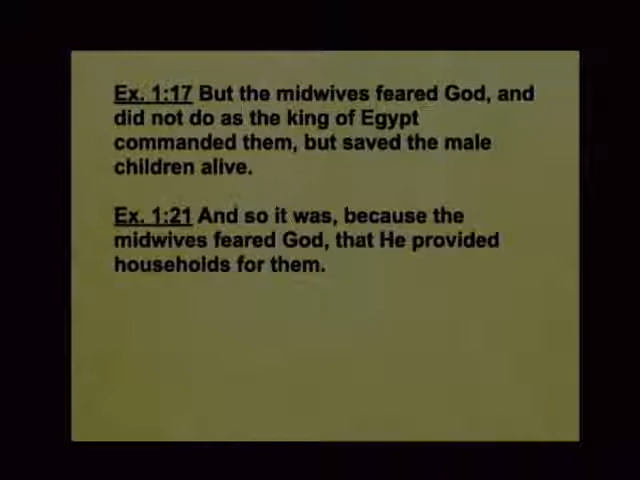 Ex. 1:17 But the midwives feared God, and
did not do as the king of Egypt
commanded them, but saved the male
children alive.
Ex. 1:21 And so it was, because the
midwives feared God, that He provided
households for them.